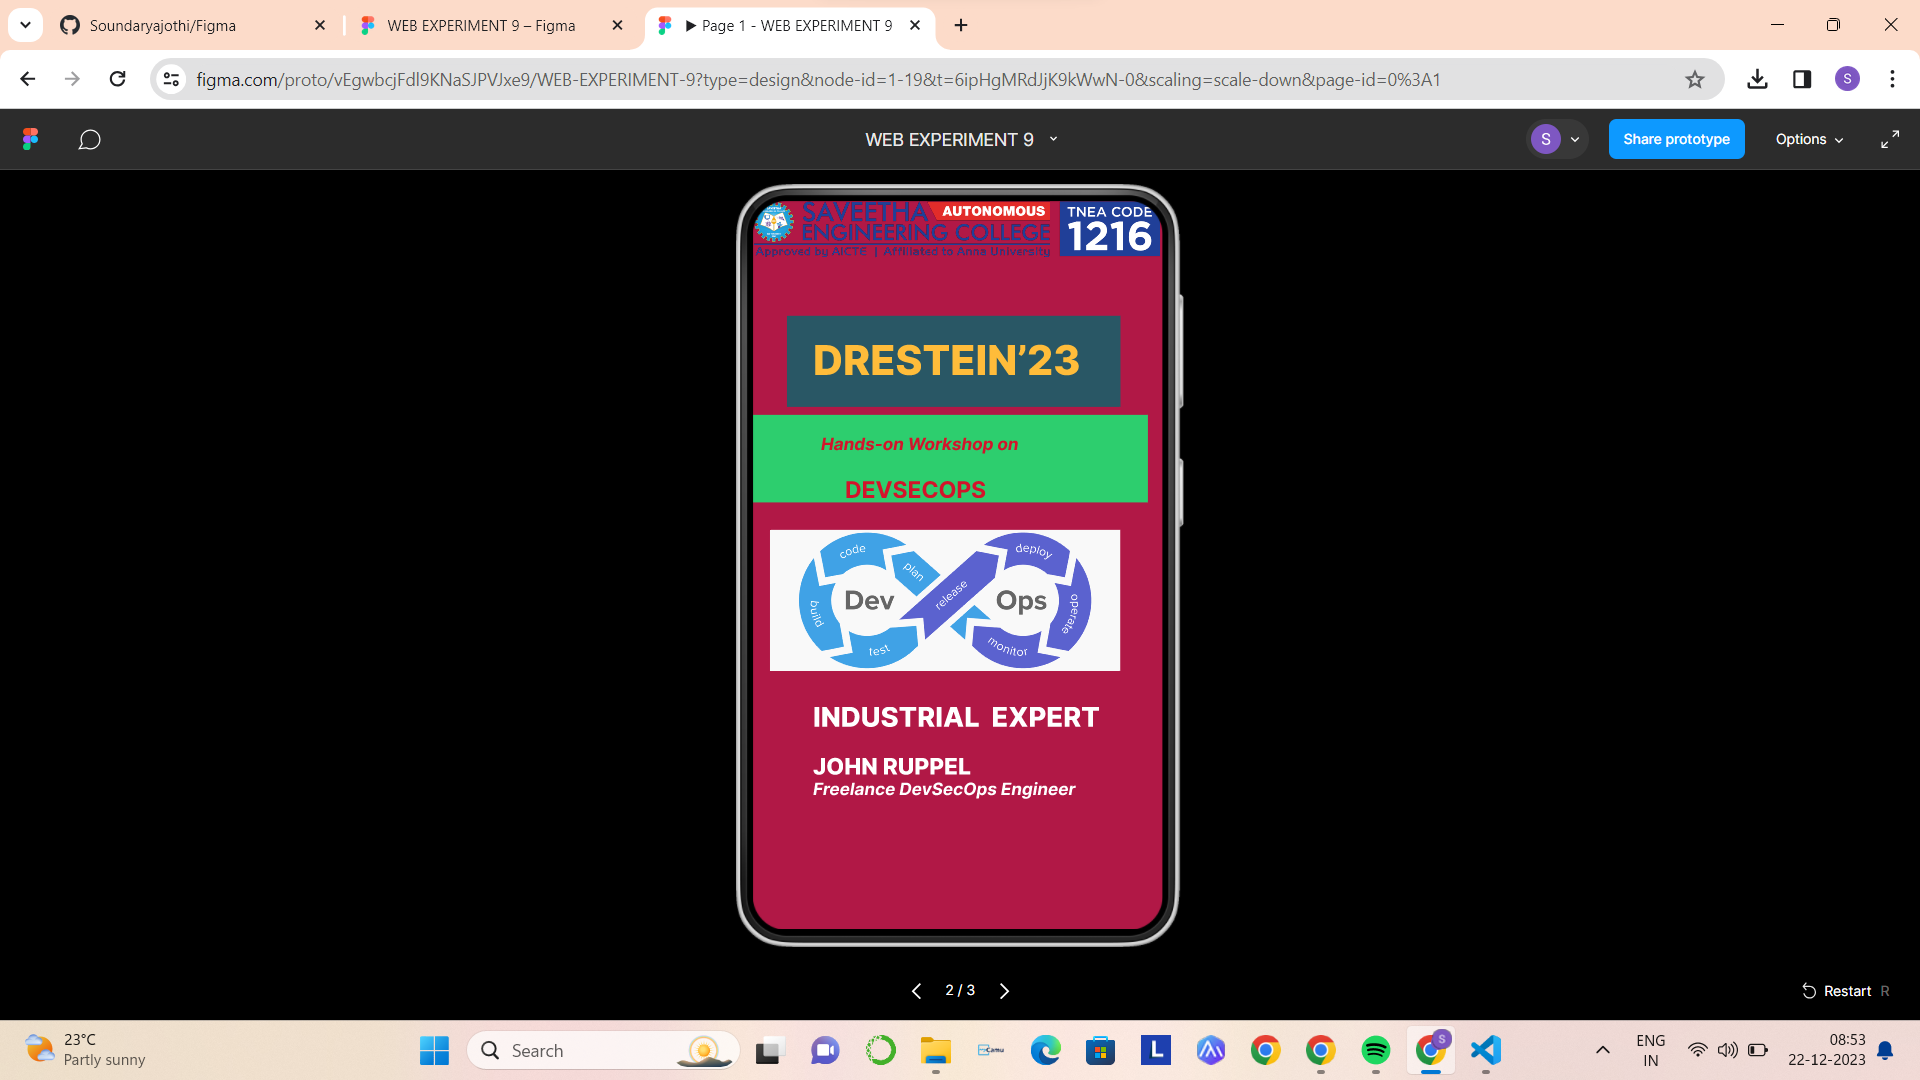 Soundaryajothi/Figma
WEB EXPERIMENT 9 – Figma
▶ Page 1 - WEB EXPERIMENT 9
figma.com/proto/vEgwbcjFdl9KNaSJPVJxe9/WEB-EXPERIMENT-9?type=design&node-id=1-19&t=6ipHgMRdJjK9kWwN-0&scaling=scale-down&page-id=0%3A1
S
WEB EXPERIMENT 9
S
Share prototype
Options
SAVEETHA AUTONOMOUS
ENGINEERING COLLEGE
Approved by AICTE | Affiliated to Anna University
TNEA CODE
1216
DRESTEIN’23
Hands-on Workshop on
DEVSECOPS
code
plan
build
Dev
test
release
deploy
Ops
operate
monitor
INDUSTRIAL EXPERT
JOHN RUPPEL
Freelance DevSecOps Engineer
2 / 3
Restart R
23°C
Partly sunny
Search
L
S
ENG
IN
08:53
22-12-2023